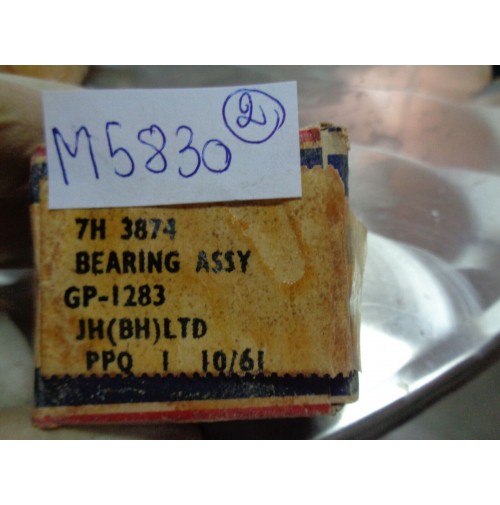 2
M5830
7H 3874
BEARING ASSY
GP-1283
JH(BH)LTD
PPQ 1 10/61